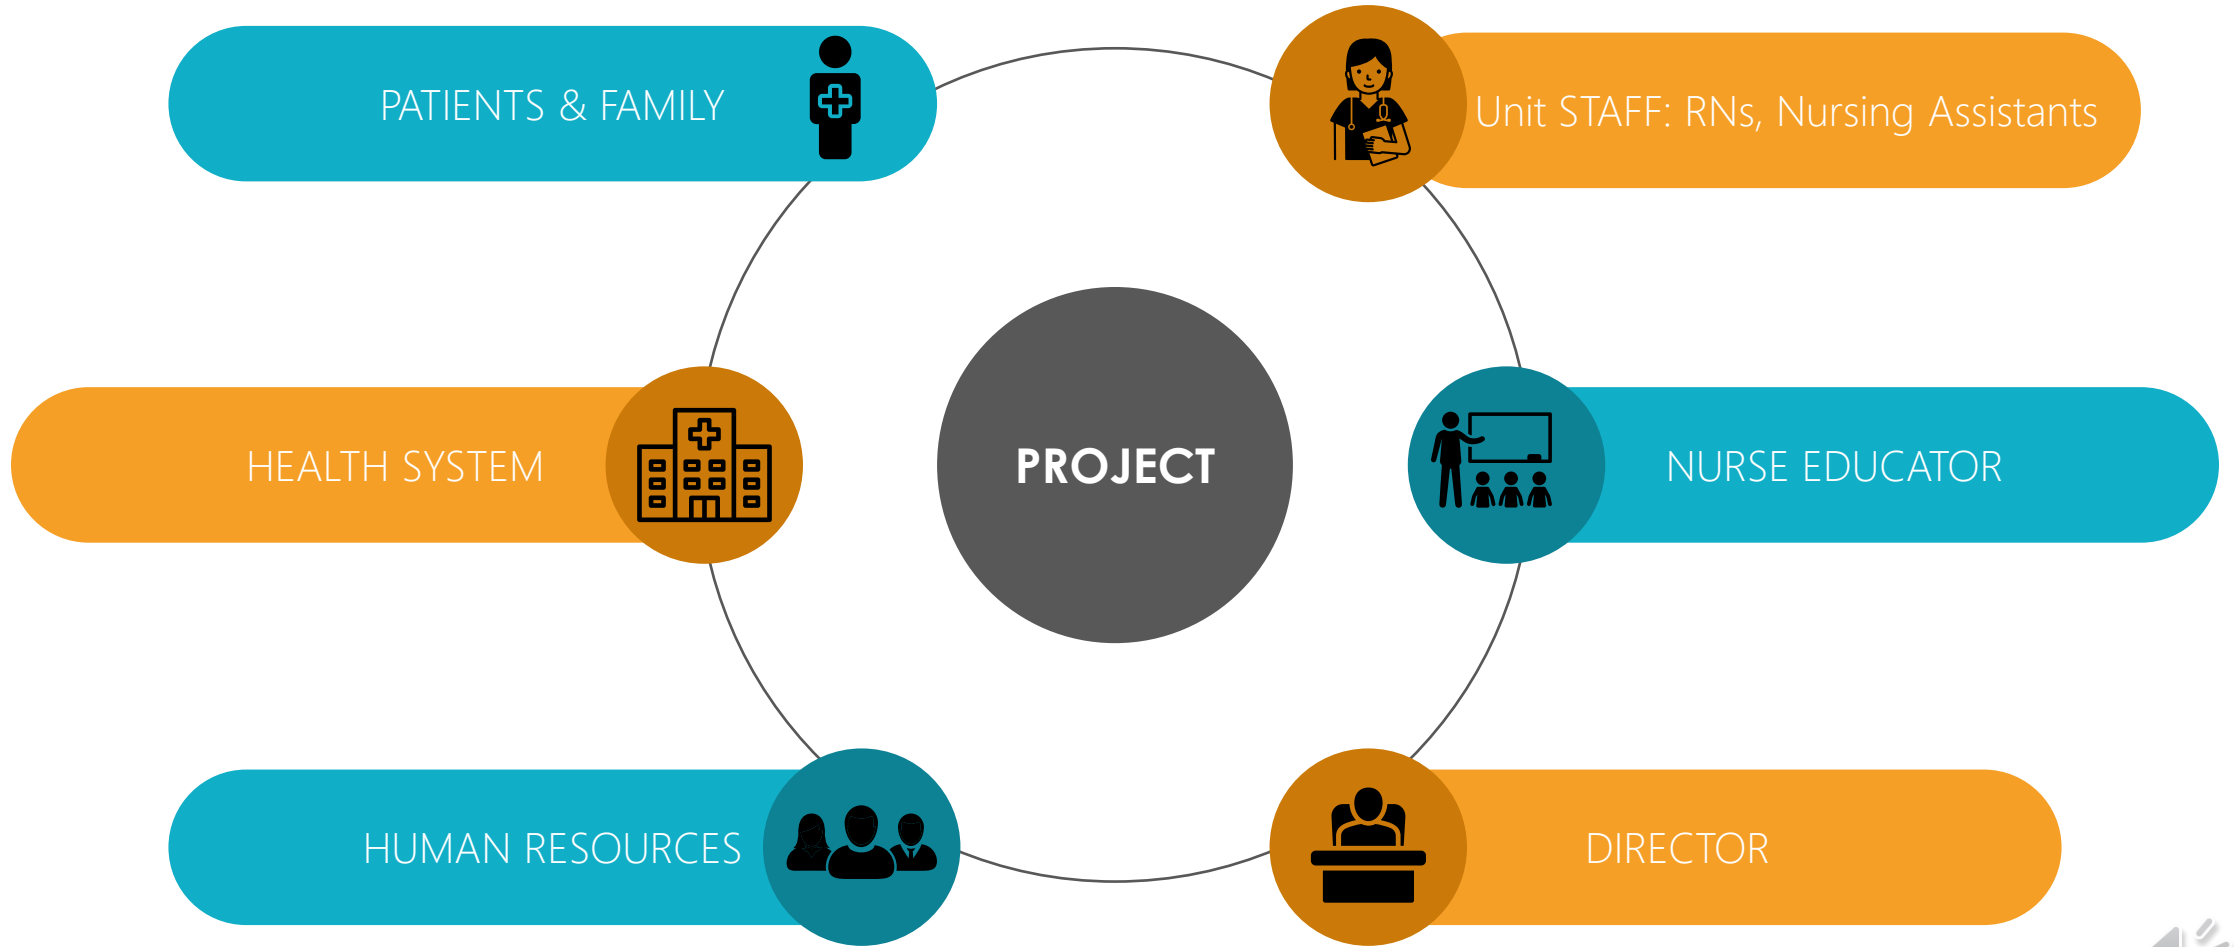 PATIENTS & FAMILY
Unit STAFF: RNs, Nursing Assistants
HEALTH SYSTEM
PROJECT
NURSE EDUCATOR
HUMAN RESOURCES
DIRECTOR